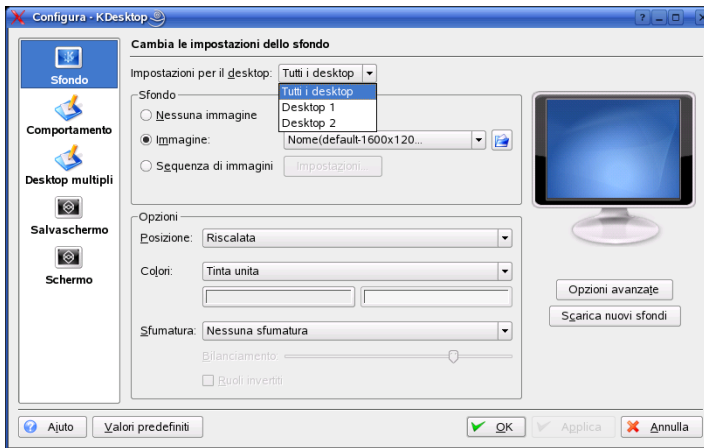 Configura - KDesktop
Cambia le impostazioni dello sfondo
Sfondo
Comportamento
Desktop multipli
Salvaschermo
Schermo
Impostazioni per il desktop: Tutti i desktop
Tutti i desktop
Desktop 1
Desktop 2
Sfondo
Nessuna immagine
Immagine: Nome(default-1600x120...
Sequenza di immagini Impostazioni...
Opzioni
Posizione: Riscalata
Colori: Tinta unita
Sfumatura: Nessuna sfumatura
Bilanciamento:
Ruoli invertiti
Opzioni avanzate
Scarica nuovi sfondi
Aiuto Valori predefiniti OK Applica Annulla